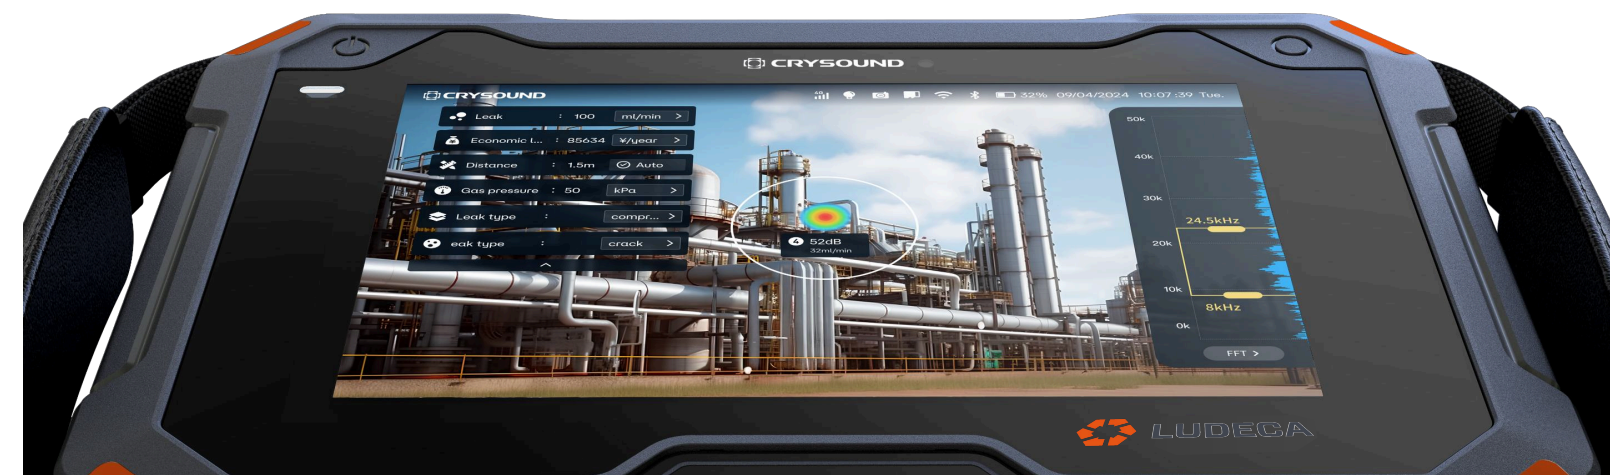 CRYSOUND
CRYSOUND
4G 32% 09/04/2024 10:07:39 Tue.
Leak : 100 ml/min >
Economic l... : 85634 ¥/year >
Distance : 1.5m Auto
Gas pressure : 50 kPa >
Leak type : compr... >
eak type : crack >
4 52dB
32ml/min
50k
40k
30k
24.5kHz
20k
10k
8kHz
0k
FFT >
LUDECA